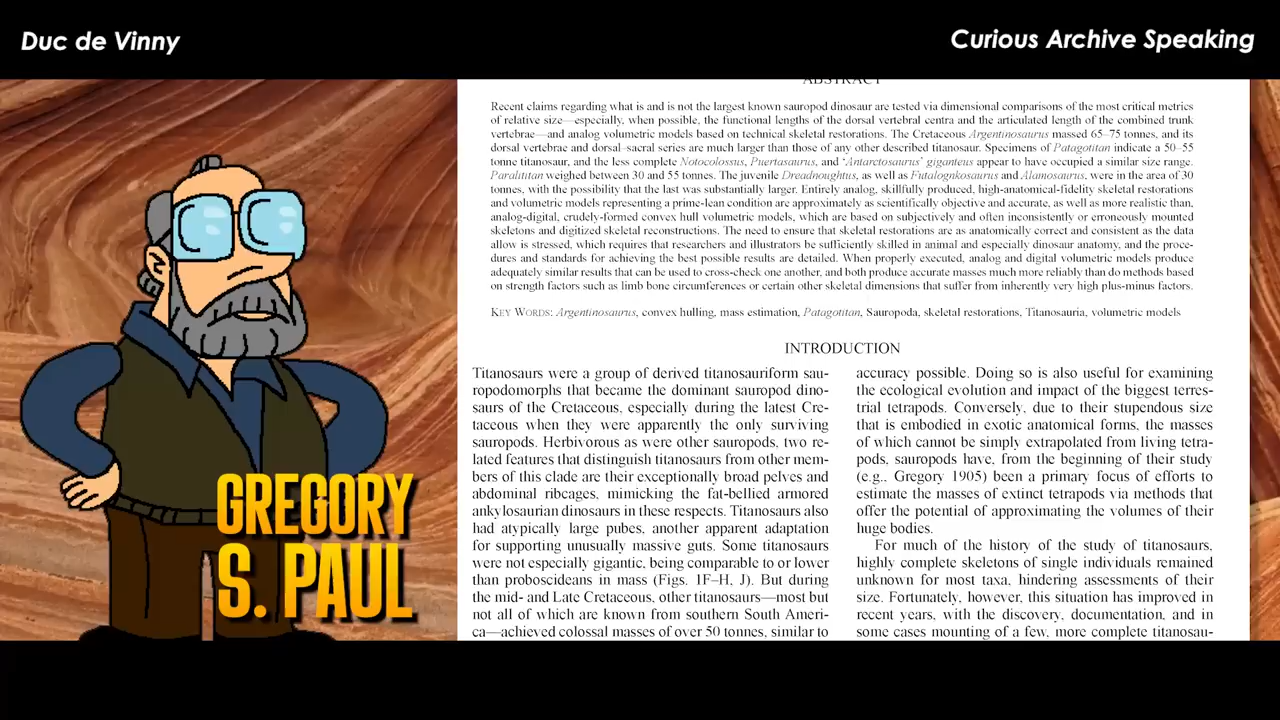 Duc de Vinny
Curious Archive Speaking
GREGORY
S. PAUL
ABSTRACT
Recent claims regarding what is and is not the largest known sauropod dinosaur are tested via dimensional comparisons of the most critical metrics
of relative size—especially, when possible, the functional lengths of the dorsal vertebral centra and the articulated length of the combined trunk
vertebrae—and analog volumetric models based on technical skeletal restorations. The Cretaceous Argentinosaurus massed 65–75 tonnes, and its
dorsal vertebrae and dorsal–sacral series are much larger than those of any other described titanosaur. Specimens of Patagotitan indicate a 50–55
tonne titanosaur, and the less complete Notocolossus, Puertasaurus, and ‘Antarctosaurus’ giganteus appear to have occupied a similar size range.
Paralititan weighed between 30 and 55 tonnes. The juvenile Dreadnoughtus, as well as Futalognkosaurus and Alamosaurus, were in the area of 30
tonnes, with the possibility that the last was substantially larger. Entirely analog, skillfully produced, high-anatomical-fidelity skeletal restorations
and volumetric models representing a prime-lean condition are approximately as scientifically objective and accurate, as well as more realistic than,
analog-digital, crudely-formed convex hull volumetric models, which are based on subjectively and often inconsistently or erroneously mounted
skeletons and digitized skeletal reconstructions. The need to ensure that skeletal restorations are as anatomically correct and consistent as the data
allow is stressed, which requires that researchers and illustrators be sufficiently skilled in animal and especially dinosaur anatomy, and the proce-
dures and standards for achieving the best possible results are detailed. When properly executed, analog and digital volumetric models produce
adequately similar results that can be used to cross-check one another, and both produce accurate masses much more reliably than do methods based
on strength factors such as limb bone circumferences or certain other skeletal dimensions that suffer from inherently very high plus-minus factors.
KEY WORDS: Argentinosaurus, convex hulling, mass estimation, Patagotitan, Sauropoda, skeletal restorations, Titanosauria, volumetric models
INTRODUCTION
Titanosaurs were a group of derived titanosauriform sau-
ropodomorphs that became the dominant sauropod dino-
saurs of the Cretaceous, especially during the latest Cre-
taceous when they were apparently the only surviving
sauropods. Herbivorous as were other sauropods, two re-
lated features that distinguish titanosaurs from other mem-
bers of this clade are their exceptionally broad pelves and
abdominal ribcages, mimicking the fat-bellied armored
ankylosaurian dinosaurs in these respects. Titanosaurs also
had atypically large pubes, another apparent adaptation
for supporting unusually massive guts. Some titanosaurs
were not especially gigantic, being comparable to or lower
than proboscideans in mass (Figs. 1F–H, J). But during
the mid- and Late Cretaceous, other titanosaurs—most but
not all of which are known from southern South Ameri-
ca—achieved colossal masses of over 50 tonnes, similar to
accuracy possible. Doing so is also useful for examining
the ecological evolution and impact of the biggest terres-
trial tetrapods. Conversely, due to their stupendous size
that is embodied in exotic anatomical forms, the masses
of which cannot be simply extrapolated from living tetra-
pods, sauropods have, from the beginning of their study
(e.g., Gregory 1905) been a primary focus of efforts to
estimate the masses of extinct tetrapods via methods that
offer the potential of approximating the volumes of their
huge bodies.
For much of the history of the study of titanosaurs,
highly complete skeletons of single individuals remained
unknown for most taxa, hindering assessments of their
size. Fortunately, however, this situation has improved in
recent years, with the discovery, documentation, and in
some cases mounting of a few, more complete titanosau-